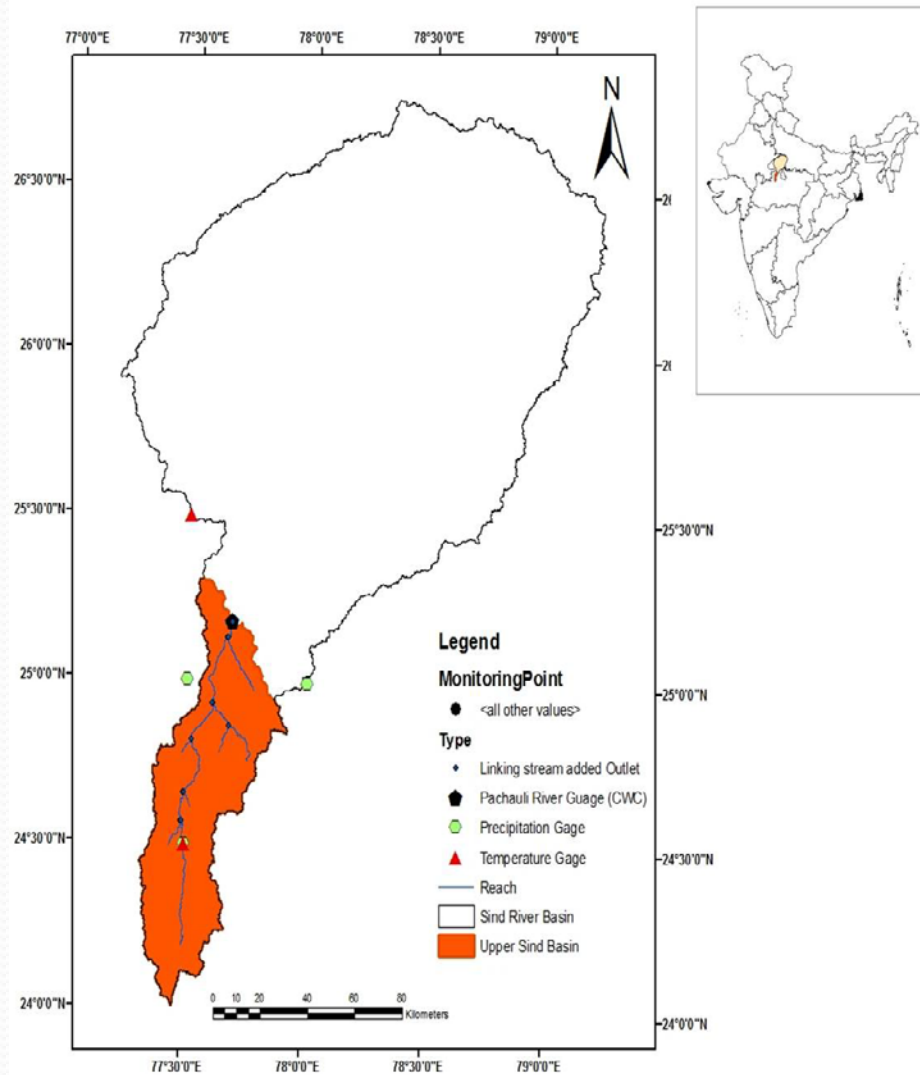 77°0'0"E 77°30'0"E 78°0'0"E 78°30'0"E 79°0'0"E
N
26°30'0"N
26°0'0"N
25°30'0"N
25°30'0"N
25°0'0"N
25°0'0"N
24°30'0"N
24°30'0"N
24°0'0"N
24°0'0"N
Legend
MonitoringPoint
<all other values>
Type
Linking stream added Outlet
Pachauli River Guage (CWC)
Precipitation Gage
Temperature Gage
Reach
Sind River Basin
Upper Sind Basin
0 10 20 40 60 80
Kilometers
77°30'0"E 78°0'0"E 78°30'0"E 79°0'0"E